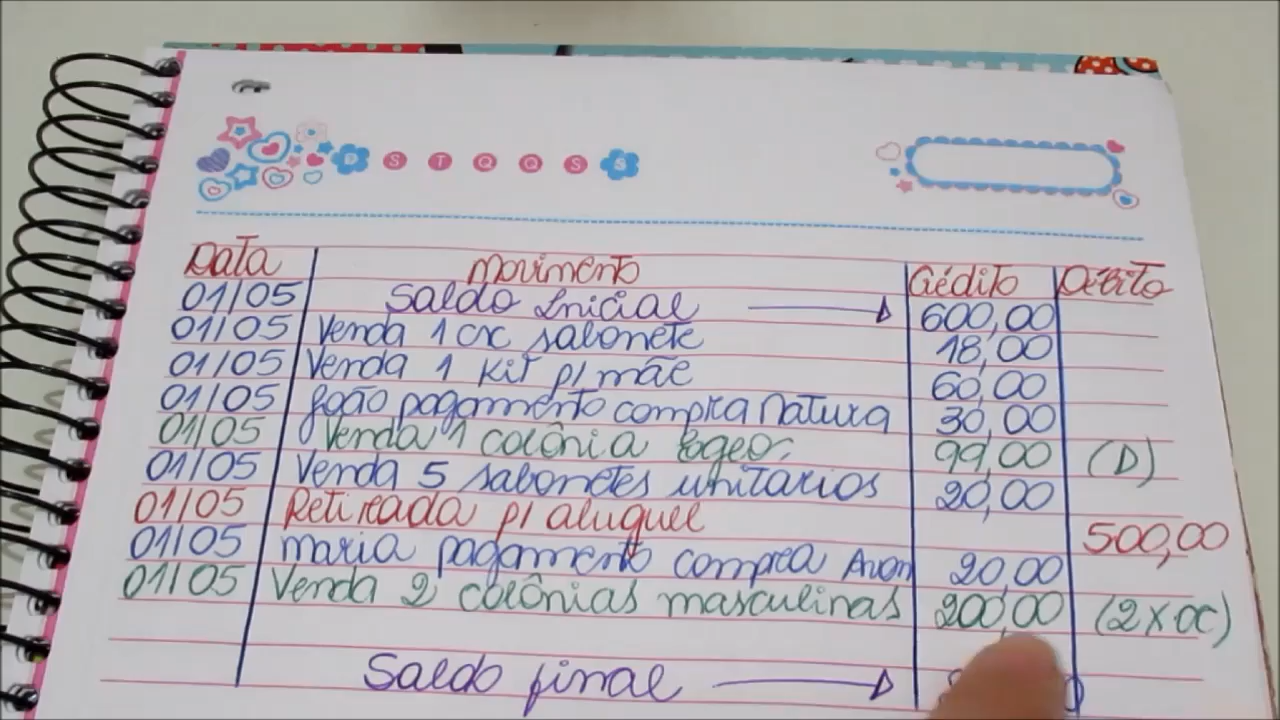 D S T Q Q S S
Data Movimento Crédito Débito
01/05 Saldo Inicial 600,00
01/05 Venda 1 cx sabonete 18,00
01/05 Venda 1 Kit p/ mãe 60,00
01/05 João pagamento compra Natura 30,00
01/05 Venda 1 colônia Egeo 99,00 (D)
01/05 Venda 5 sabonetes unitários 20,00
01/05 Retirada p/ aluguel 500,00
01/05 Maria pagamento compra Avon 20,00
01/05 Venda 2 colônias masculinas 200,00 (2x CC)
Saldo final